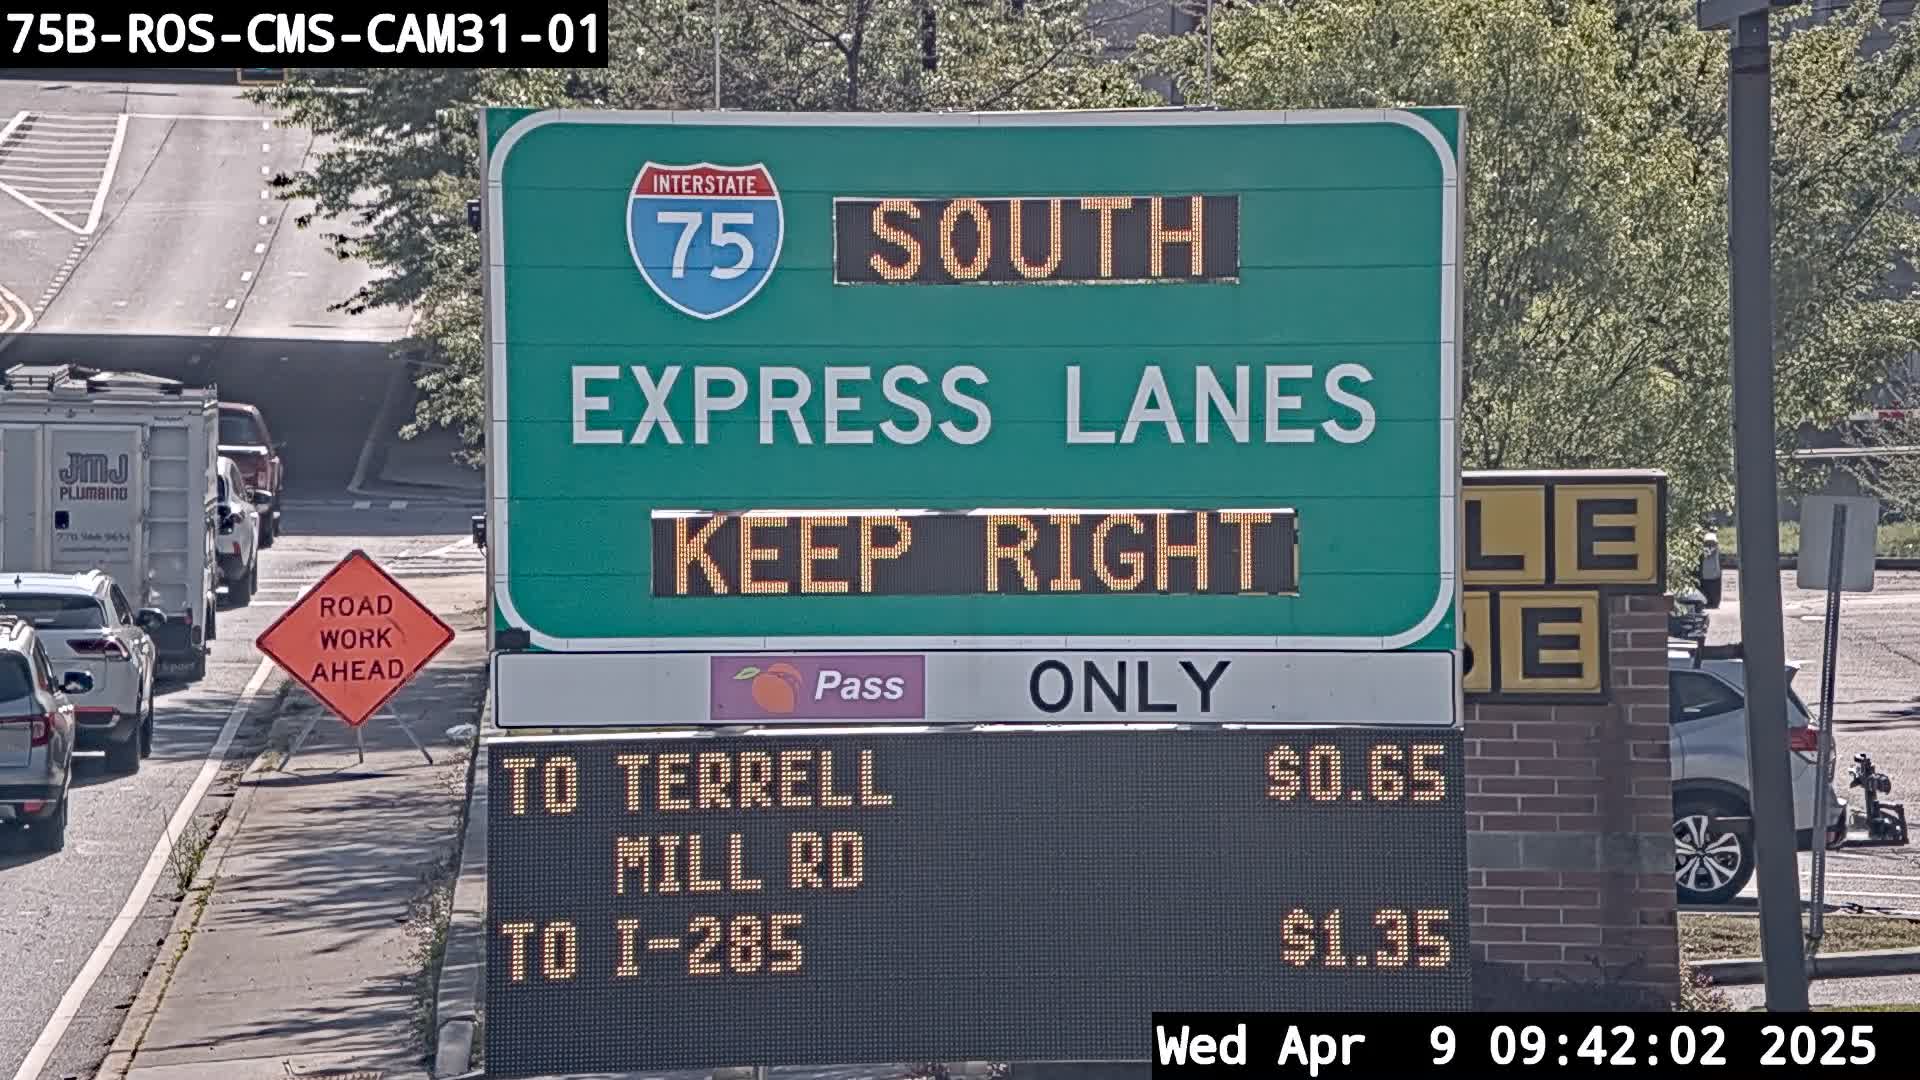 75B-ROS-CMS-CAM31-01
INTERSTATE
75
SOUTH
EXPRESS LANES
KEEP RIGHT
Pass ONLY
TO TERRELL $0.65
MILL RD
TO I-285 $1.35
JMJ
PLUMBING
ROAD
WORK
AHEAD
LE
E
Wed Apr 9 09:42:02 2025